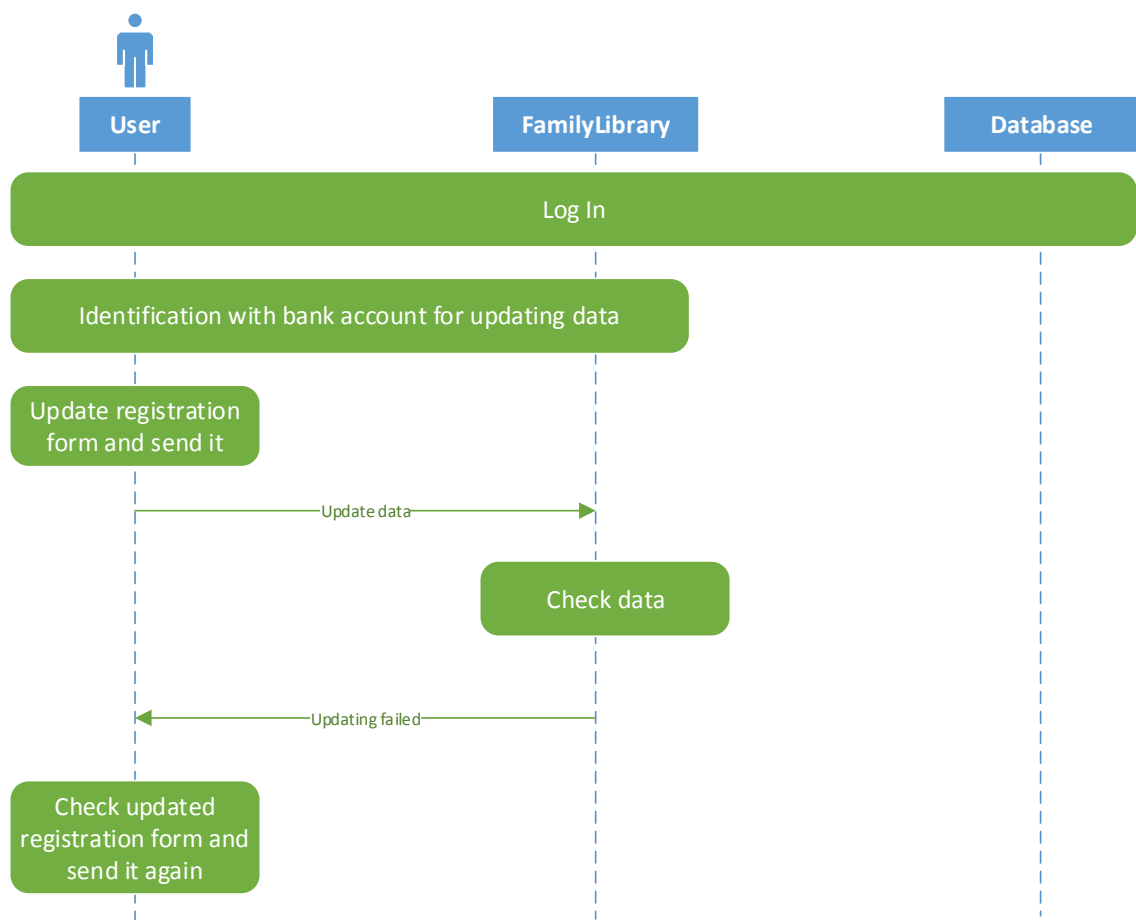 User
FamilyLibrary
Database
Log In
Identification with bank account for updating data
Update registration
form and send it
Update data
Check data
Updating failed
Check updated
registration form and
send it again